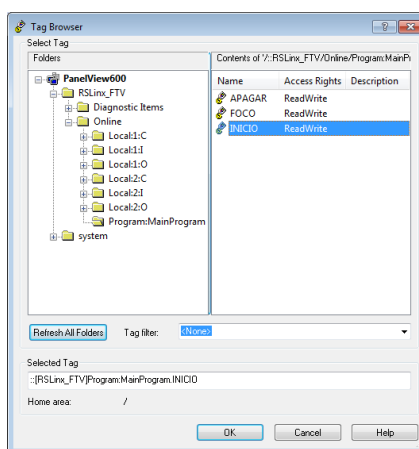 Tag Browser
Select Tag
Folders
Contents of '/::RSLinx_FTV/Online/Program:MainPr
PanelView600
RSLinx_FTV
Diagnostic Items
Online
Local:1:C
Local:1:I
Local:1:O
Local:2:C
Local:2:I
Local:2:O
Program:MainProgram
system
Name Access Rights Description
APAGAR ReadWrite
FOCO ReadWrite
INICIO ReadWrite
Refresh All Folders Tag filter: <None>
Selected Tag
::[RSLinx_FTV]Program:MainProgram.INICIO
Home area: /
OK Cancel Help